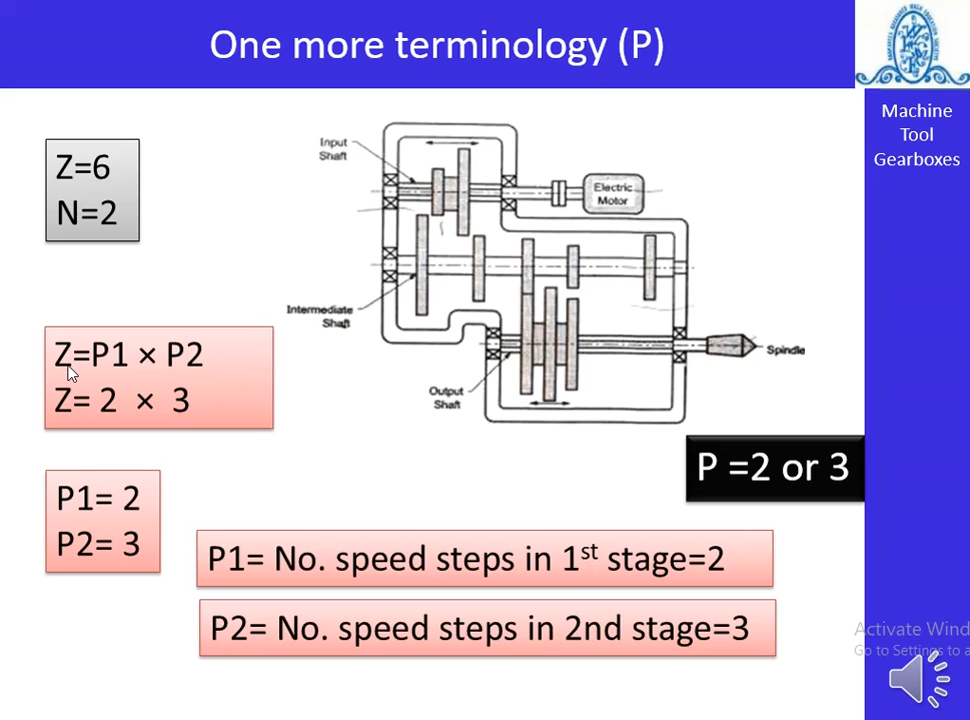 One more terminology (P)
Machine
Tool
Gearboxes
Z=6
N=2
Input
Shaft
Electric
Motor
Intermediate
Shaft
Spindle
Output
Shaft
Z=P1 × P2
Z= 2 × 3
P =2 or 3
P1= 2
P2= 3
P1= No. speed steps in 1st stage=2
P2= No. speed steps in 2nd stage=3
Activate Wind
Go to Settings to a